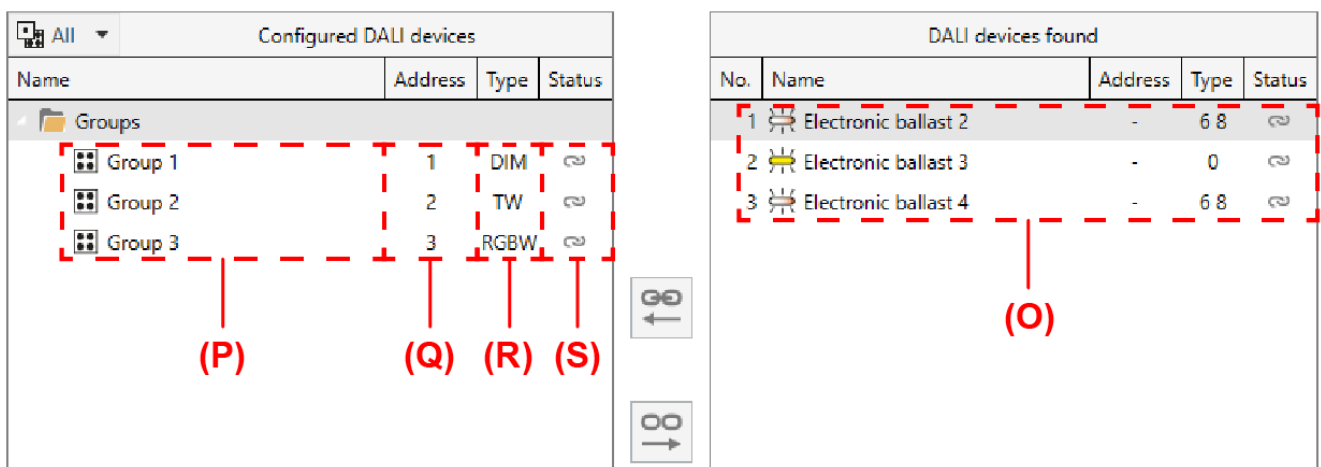 All Configured DALI devices
Name Address Type Status
Groups
Group 1 1 DIM
Group 2 2 TW
Group 3 3 RGBW
(P) (Q) (R) (S)
DALI devices found
No. Name Address Type Status
1 Electronic ballast 2 - 6 8
2 Electronic ballast 3 - 0
3 Electronic ballast 4 - 6 8
(O)